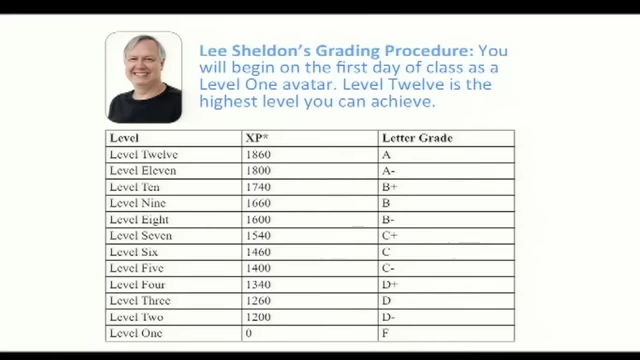 Lee Sheldon's Grading Procedure: You
will begin on the first day of class as a
Level One avatar. Level Twelve is the
highest level you can achieve.
Level XP* Letter Grade
Level Twelve 1860 A
Level Eleven 1800 A-
Level Ten 1740 B+
Level Nine 1660 B
Level Eight 1600 B-
Level Seven 1540 C+
Level Six 1460 C
Level Five 1400 C-
Level Four 1340 D+
Level Three 1260 D
Level Two 1200 D-
Level One 0 F